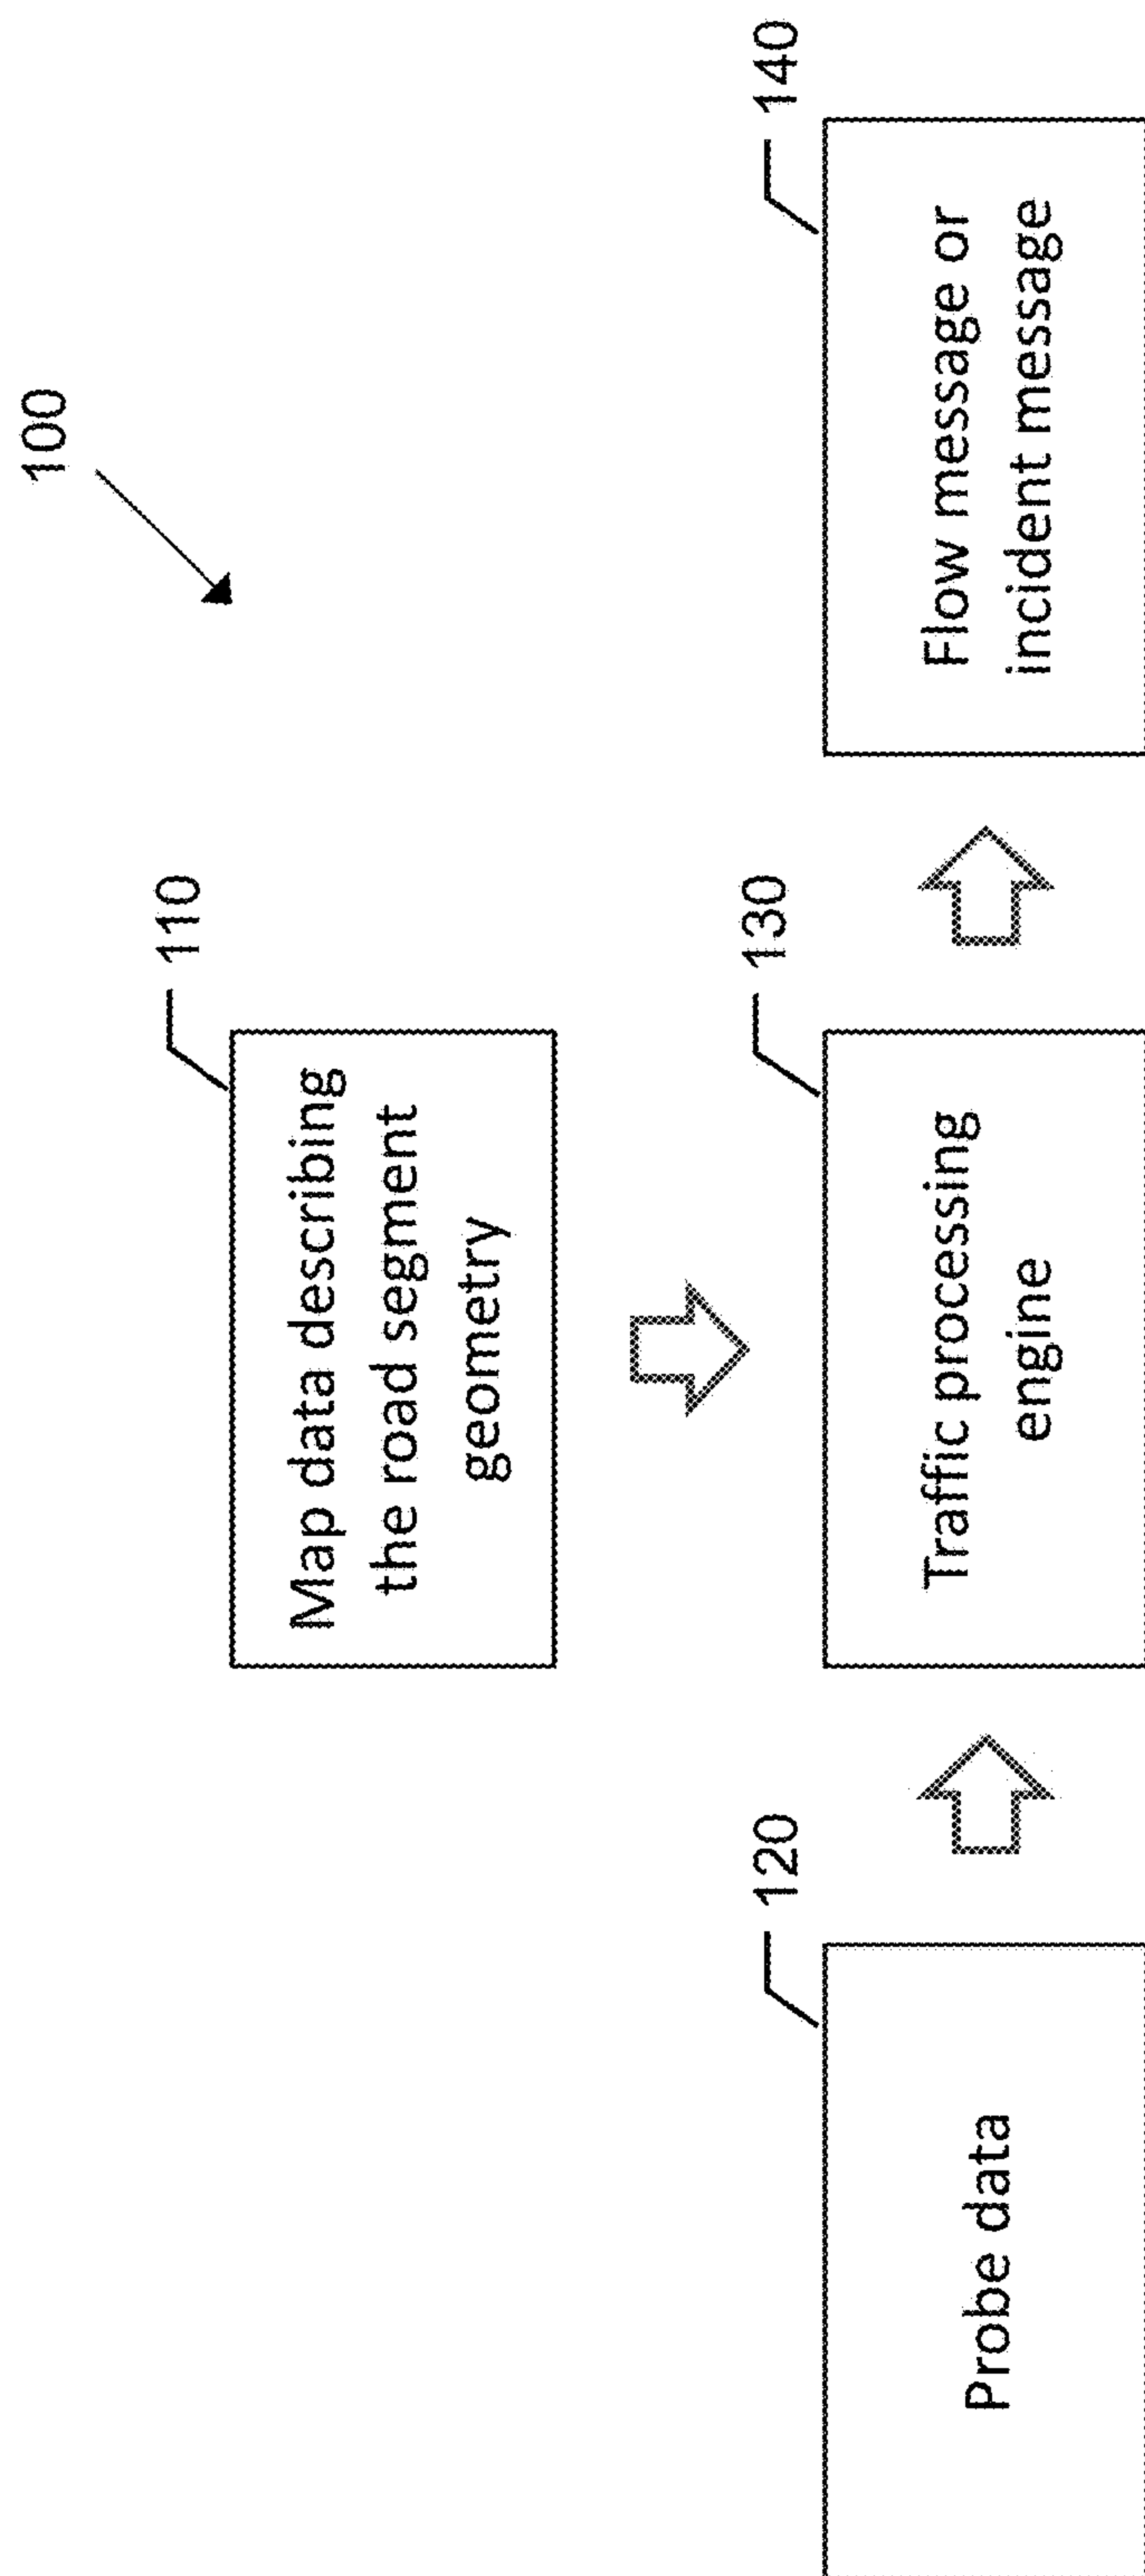 100
110
Map data describing
the road segment
geometry
120
Probe data
130
Traffic processing
engine
140
Flow message or
incident message